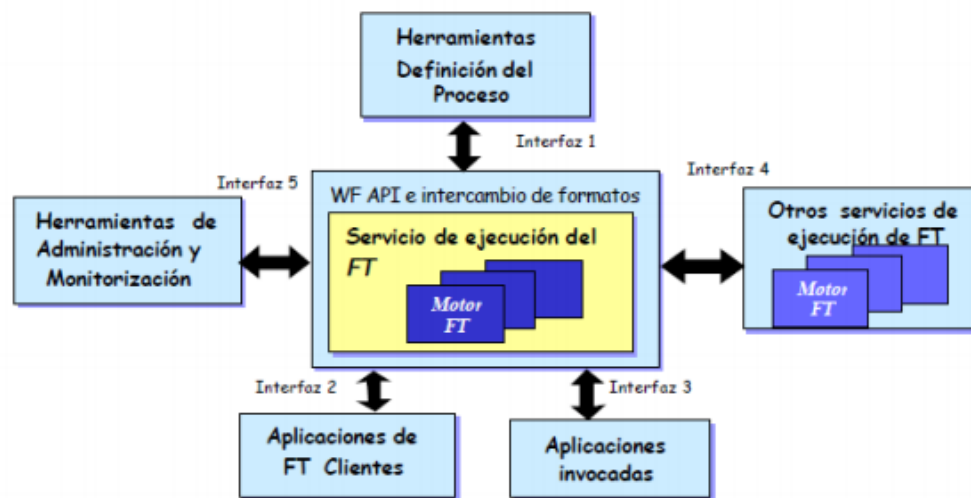 Herramientas
Definición del
Proceso
Interfaz 1
Interfaz 5
Interfaz 4
WF API e intercambio de formatos
Herramientas de
Administración y
Monitorización
Servicio de ejecución del
FT
Motor
FT
Otros servicios de
ejecución de FT
Motor
FT
Interfaz 2
Interfaz 3
Aplicaciones de
FT Clientes
Aplicaciones
invocadas